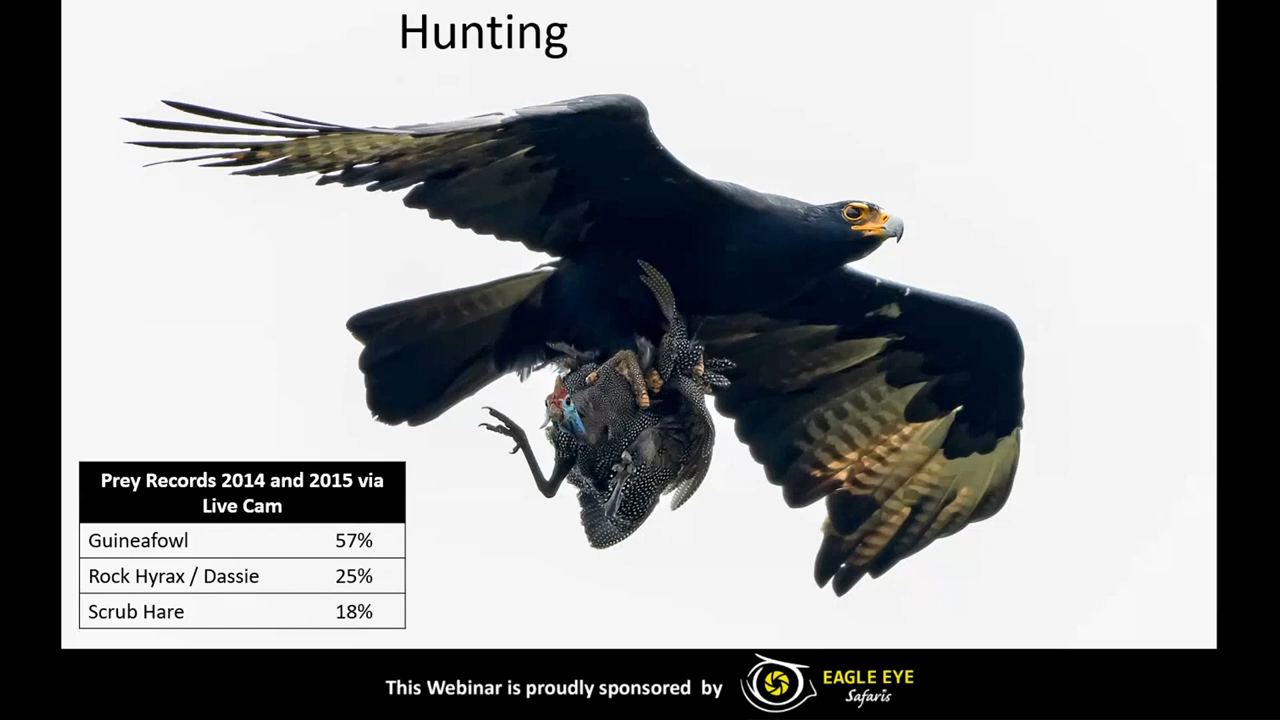 Hunting
Prey Records 2014 and 2015 via
Live Cam
Guineafowl 57%
Rock Hyrax / Dassie 25%
Scrub Hare 18%
This Webinar is proudly sponsored by
EAGLE EYE
Safaris